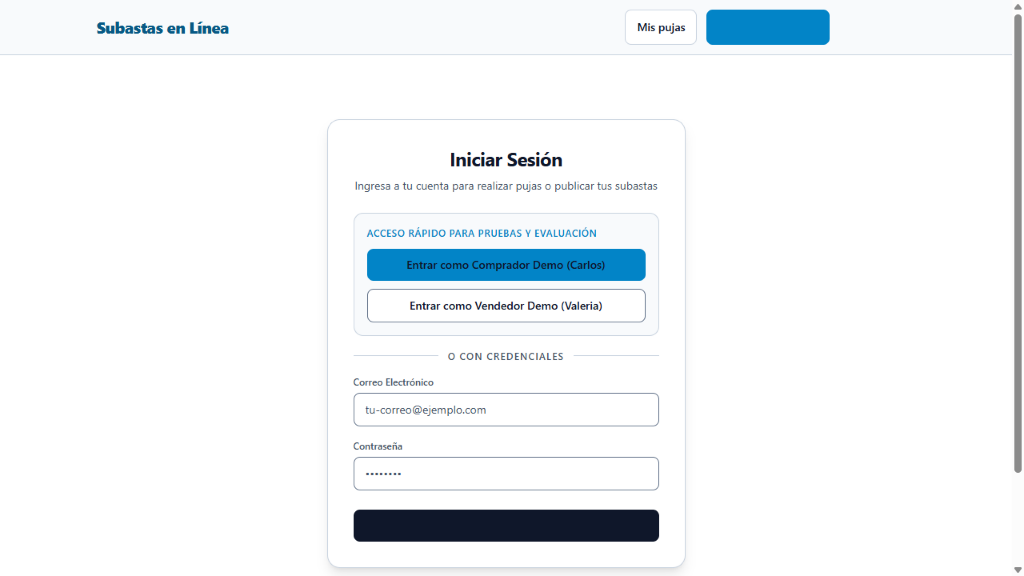 Subastas en Línea
Mis pujas
Iniciar Sesión
Ingresa a tu cuenta para realizar pujas o publicar tus subastas
ACCESO RÁPIDO PARA PRUEBAS Y EVALUACIÓN
Entrar como Comprador Demo (Carlos)
Entrar como Vendedor Demo (Valeria)
O CON CREDENCIALES
Correo Electrónico
tu-correo@ejemplo.com
Contraseña
••••••••